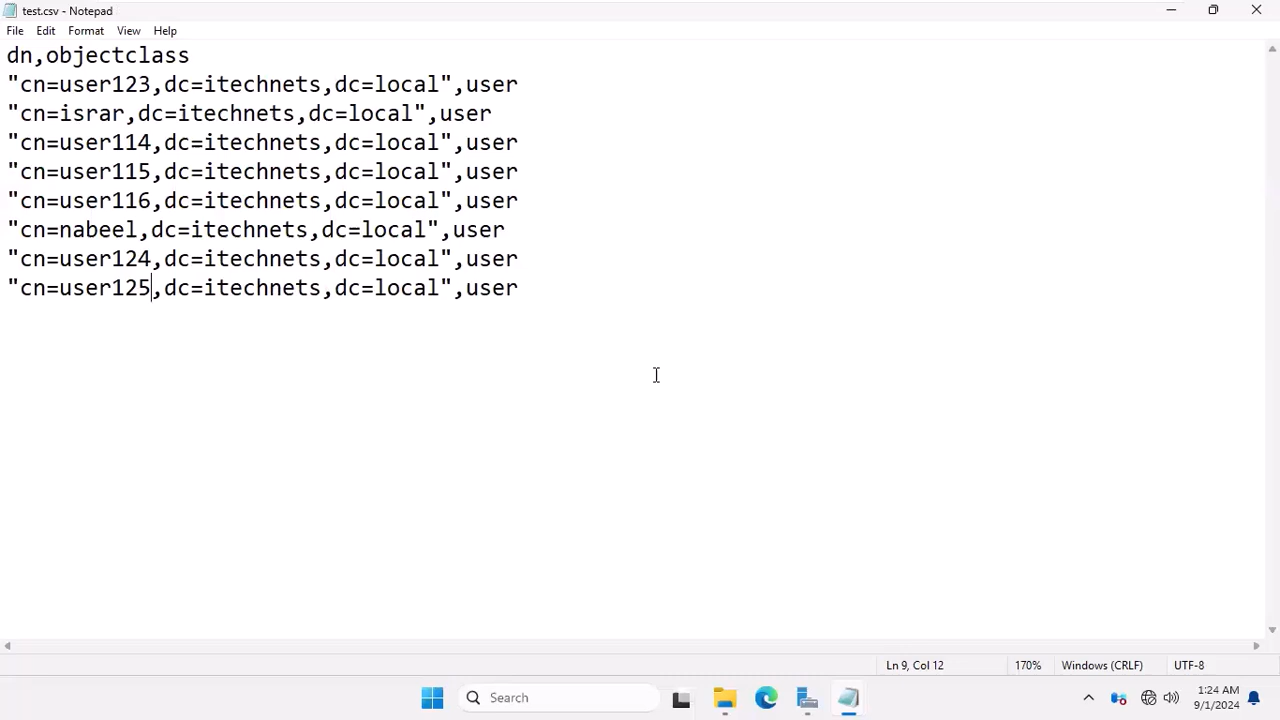 test.csv - Notepad
File Edit Format View Help
dn,objectclass
"cn=user123,dc=itechnets,dc=local",user
"cn=israr,dc=itechnets,dc=local",user
"cn=user114,dc=itechnets,dc=local",user
"cn=user115,dc=itechnets,dc=local",user
"cn=user116,dc=itechnets,dc=local",user
"cn=nabeel,dc=itechnets,dc=local",user
"cn=user124,dc=itechnets,dc=local",user
"cn=user125,dc=itechnets,dc=local",user
Ln 9, Col 12 170% Windows (CRLF) UTF-8
Search
1:24 AM
9/1/2024